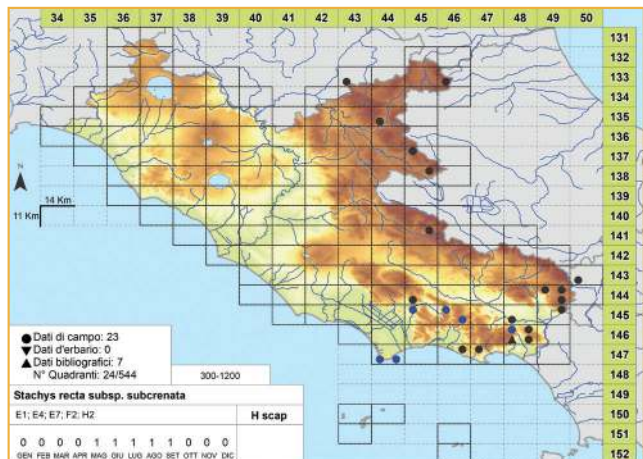 34 35 36 37 38 39 40 41 42 43 44 45 46 47 48 49 50
131
132
133
134
135
136
137
138
139
140
141
142
143
144
145
146
147
148
149
150
151
152
N
14 Km
11 Km
Dati di campo: 23
Dati d'erbario: 0
Dati bibliografici: 7
N° Quadranti: 24/544
300-1200
Stachys recta subsp. subcrenata
E1; E4; E7; F2; H2
H scap
0 0 0 0 1 1 1 1 1 0 0 0
GEN FEB MAR APR MAG GIU LUG AGO SET OTT NOV DIC